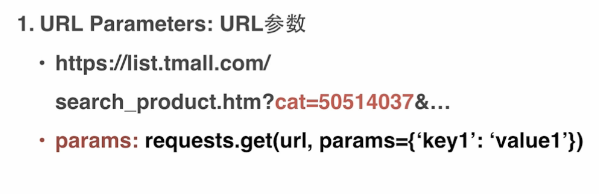 1. URL Parameters: URL参数
• https://list.tmall.com/
search_product.htm?cat=50514037&…
• params: requests.get(url, params={‘key1’: ‘value1’})